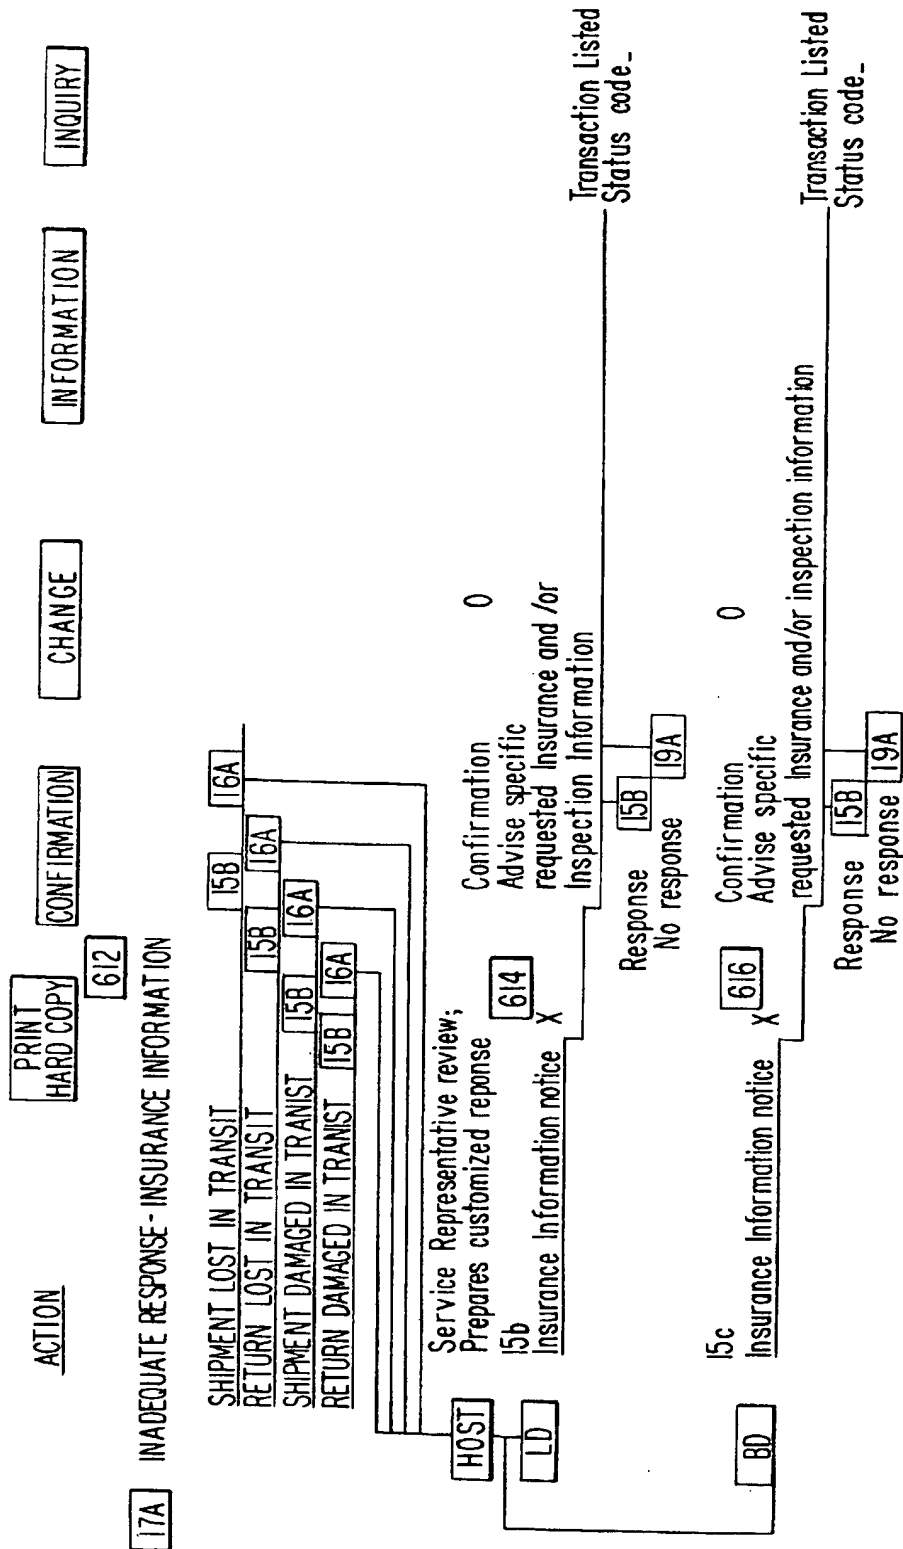 ACTION
PRINT
HARD COPY
CONFIRMATION
CHANGE
INFORMATION
INQUIRY
612
17A
INADEQUATE RESPONSE-INSURANCE INFORMATION
SHIPMENT LOST IN TRANSIT
15B
16A
RETURN LOST IN TRANSIT
15B
16A
SHIPMENT DAMAGED IN TRANIST
15B
16A
RETURN DAMAGED IN TRANIST
15B
16A
HOST
LD
Service Representative review;
Prepares customized reponse
15b
Insurance Information notice
614
X
Confirmation
Advise specific
requested Insurance and /or
Inspection Information
O
Transaction Listed
Status code_
Response
15B
No response
19A
BD
15c
Insurance Information notice
616
X
Confirmation
Advise specific
requested Insurance and/or inspection information
O
Transaction Listed
Status code_
Response
15B
No response
19A